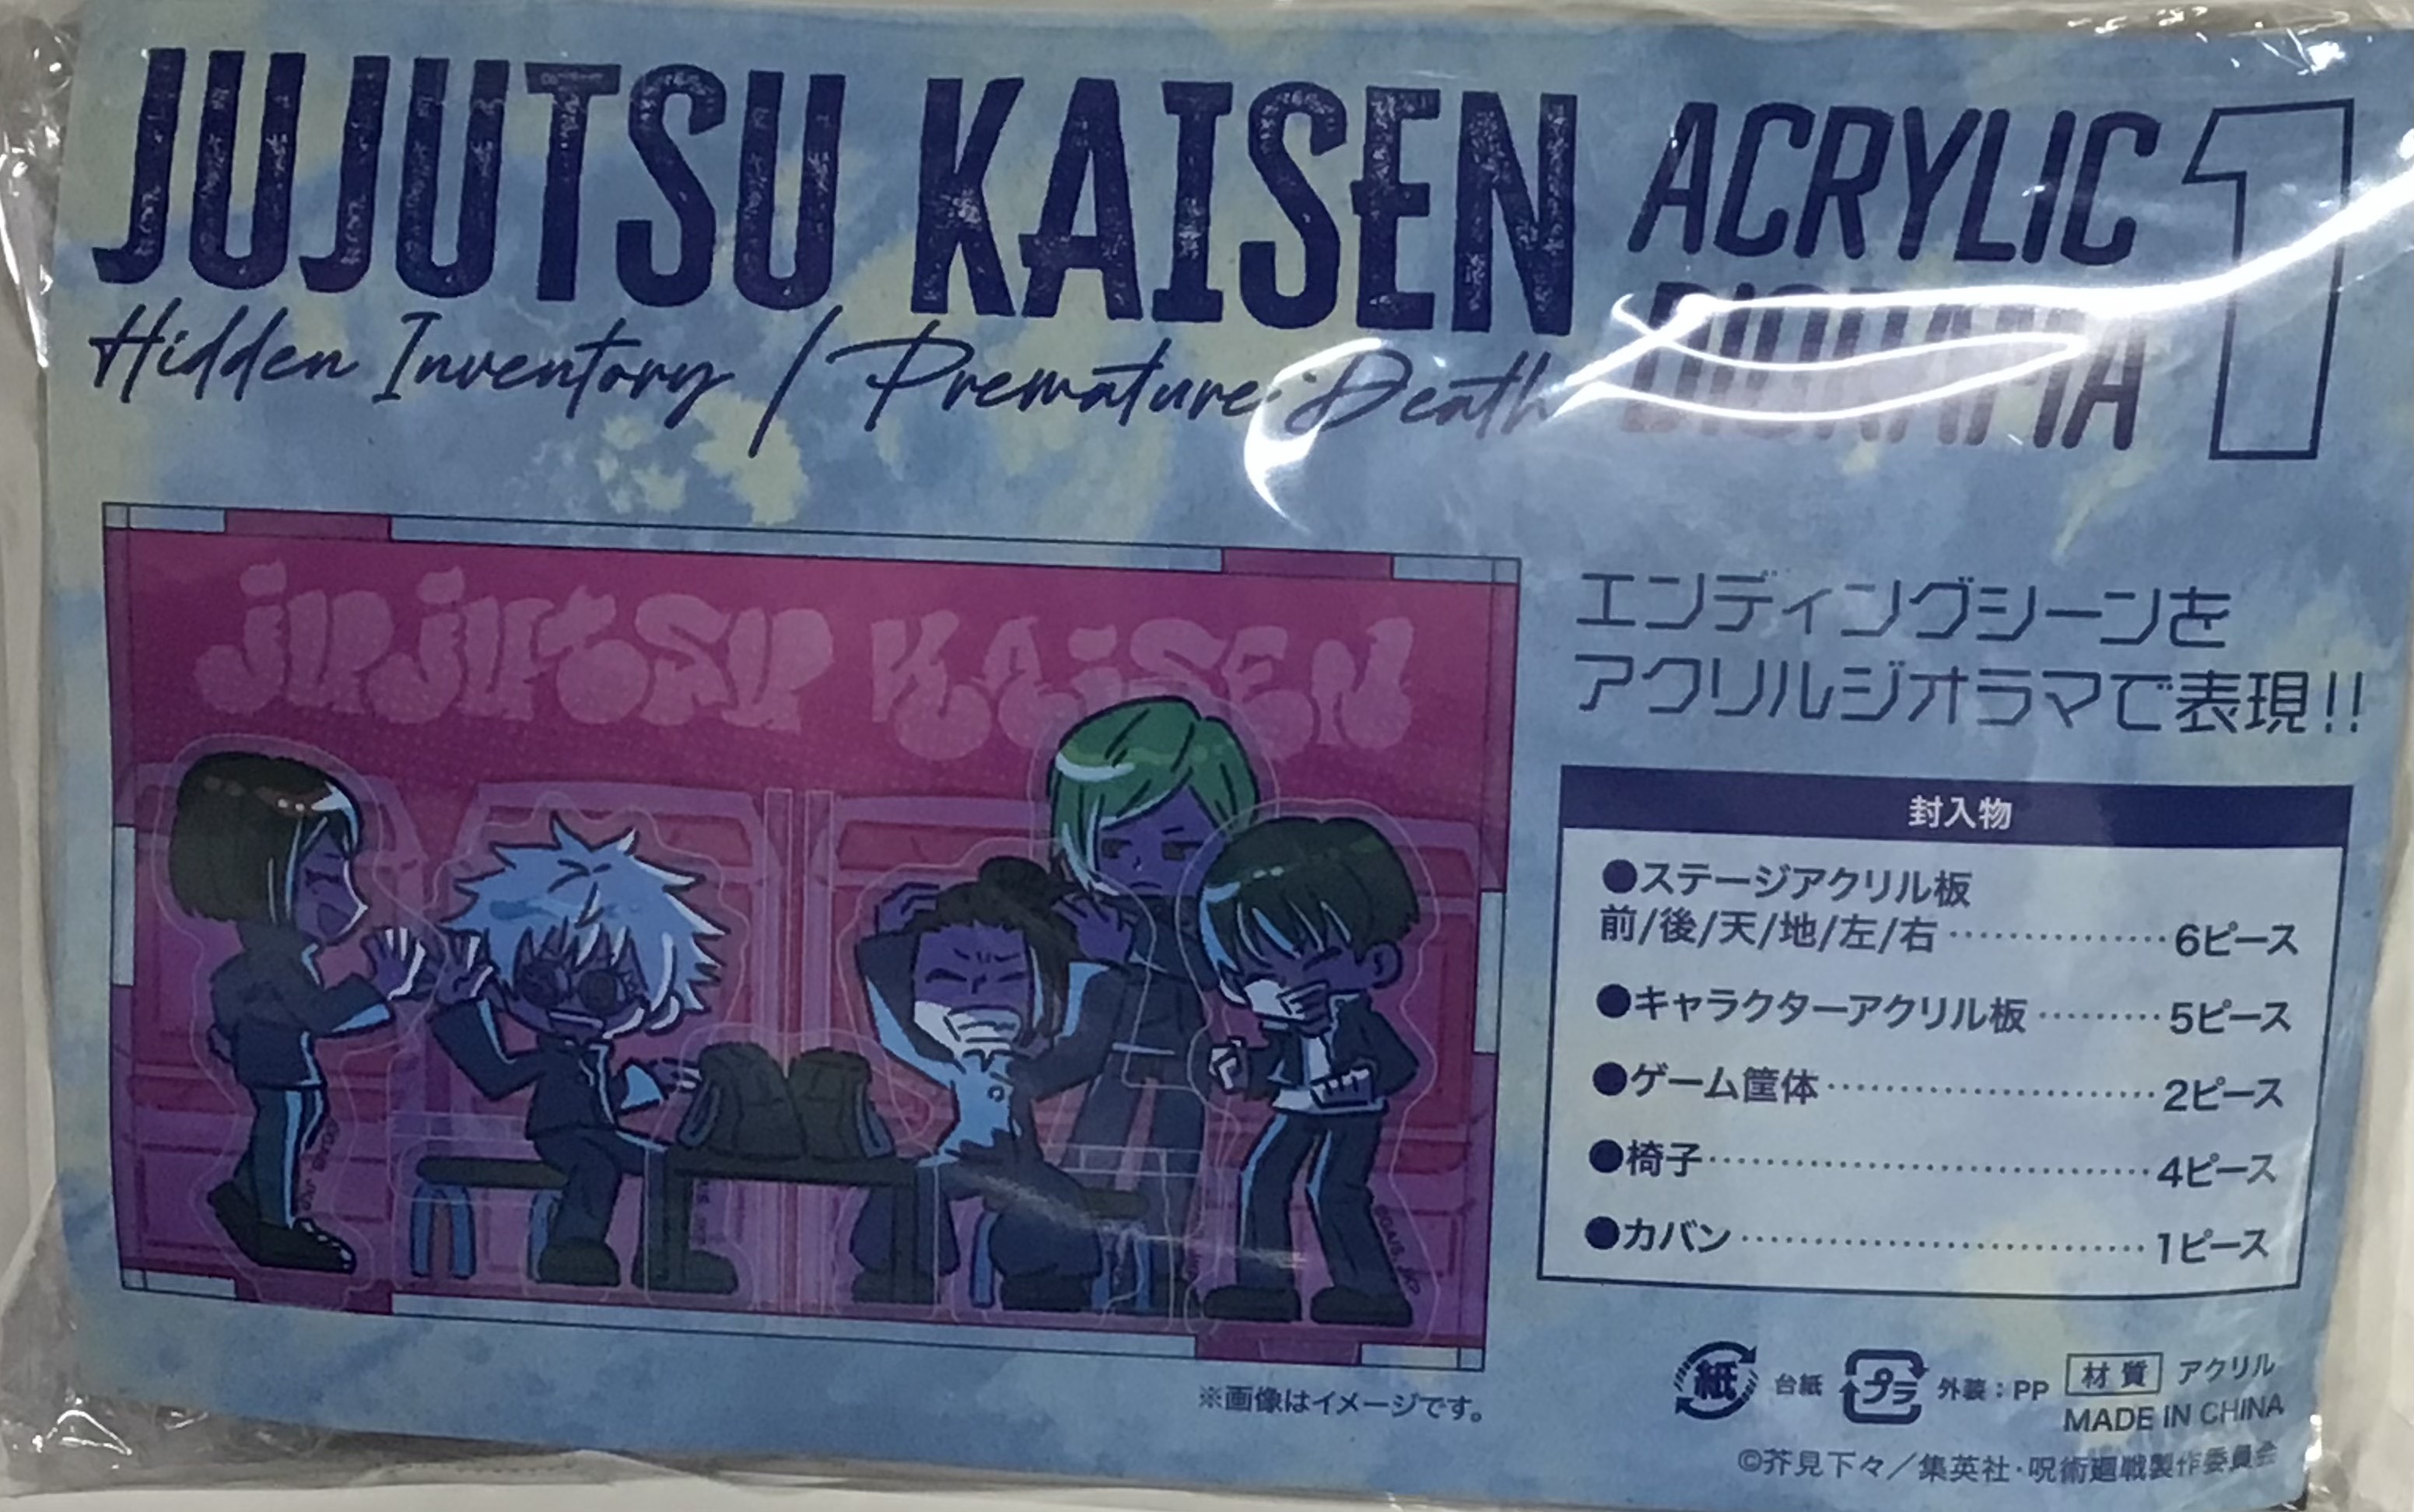 JUJUTSU KAISEN
Hidden Inventory / Premature Death
ACRYLIC
DIORAMA
1
jujutsu KAiSEN
エンディングシーンを
アクリルジオラマで表現!!
封入物
●ステージアクリル板
前/後/天/地/左/右 ……………… 6ピース
●キャラクターアクリル板 ……… 5ピース
●ゲーム筐体 ……………………… 2ピース
●椅子 ……………………………… 4ピース
●カバン …………………………… 1ピース
※画像はイメージです。
紙 台紙 プラ 外装：PP 材質 アクリル
MADE IN CHINA
©芥見下々／集英社・呪術廻戦製作委員会